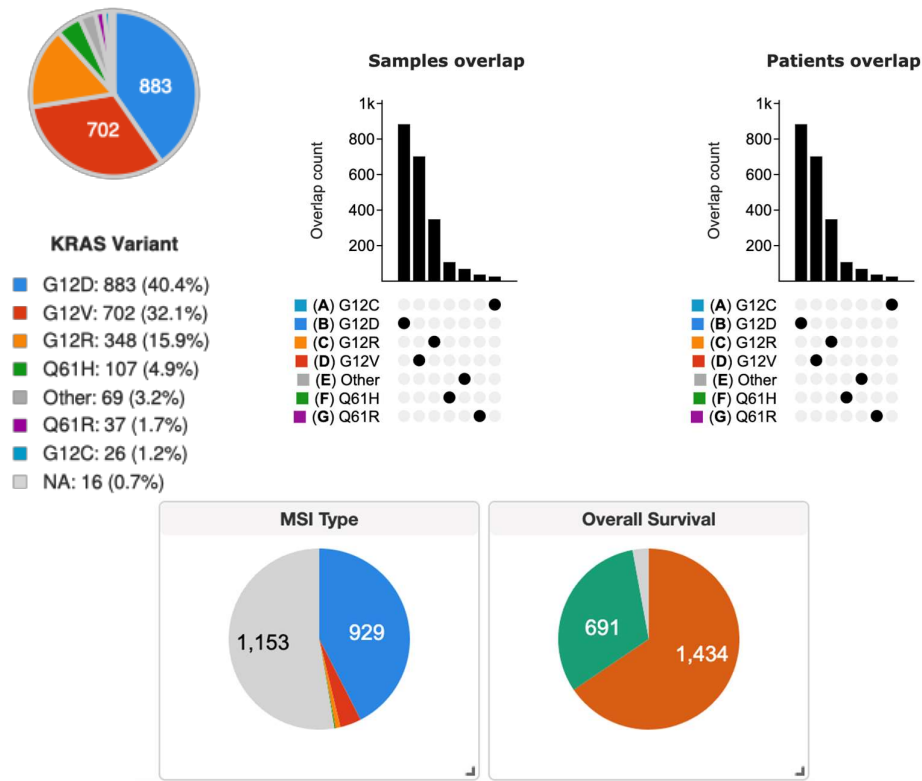 883
702
KRAS Variant
G12D: 883 (40.4%)
G12V: 702 (32.1%)
G12R: 348 (15.9%)
Q61H: 107 (4.9%)
Other: 69 (3.2%)
Q61R: 37 (1.7%)
G12C: 26 (1.2%)
NA: 16 (0.7%)
Samples overlap
Overlap count
1k
800
600
400
200
(A) G12C
(B) G12D
(C) G12R
(D) G12V
(E) Other
(F) Q61H
(G) Q61R
Patients overlap
Overlap count
1k
800
600
400
200
(A) G12C
(B) G12D
(C) G12R
(D) G12V
(E) Other
(F) Q61H
(G) Q61R
MSI Type
1,153
929
Overall Survival
691
1,434